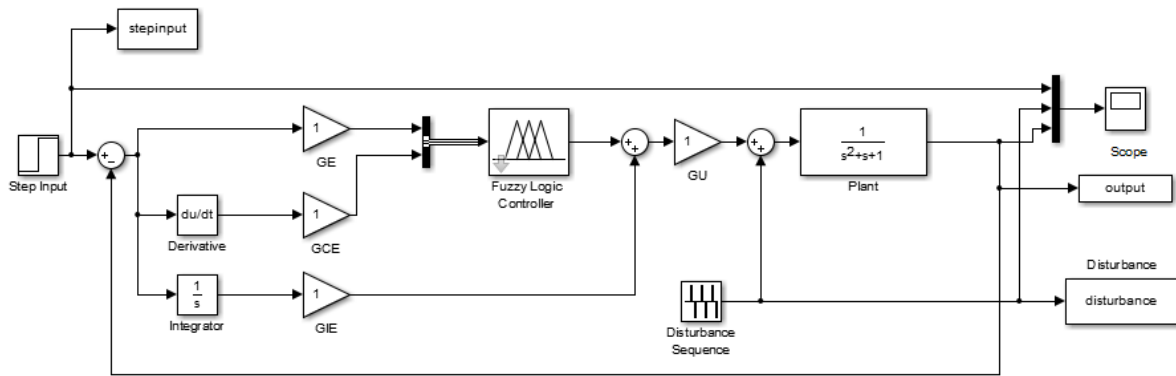 stepinput
Step Input
+
−
1
GE
du/dt
Derivative
1
GCE
1
s
Integrator
1
GIE
Fuzzy Logic
Controller
+
+
1
GU
+
+
1
s²+s+1
Plant
Scope
output
Disturbance
disturbance
Disturbance
Sequence